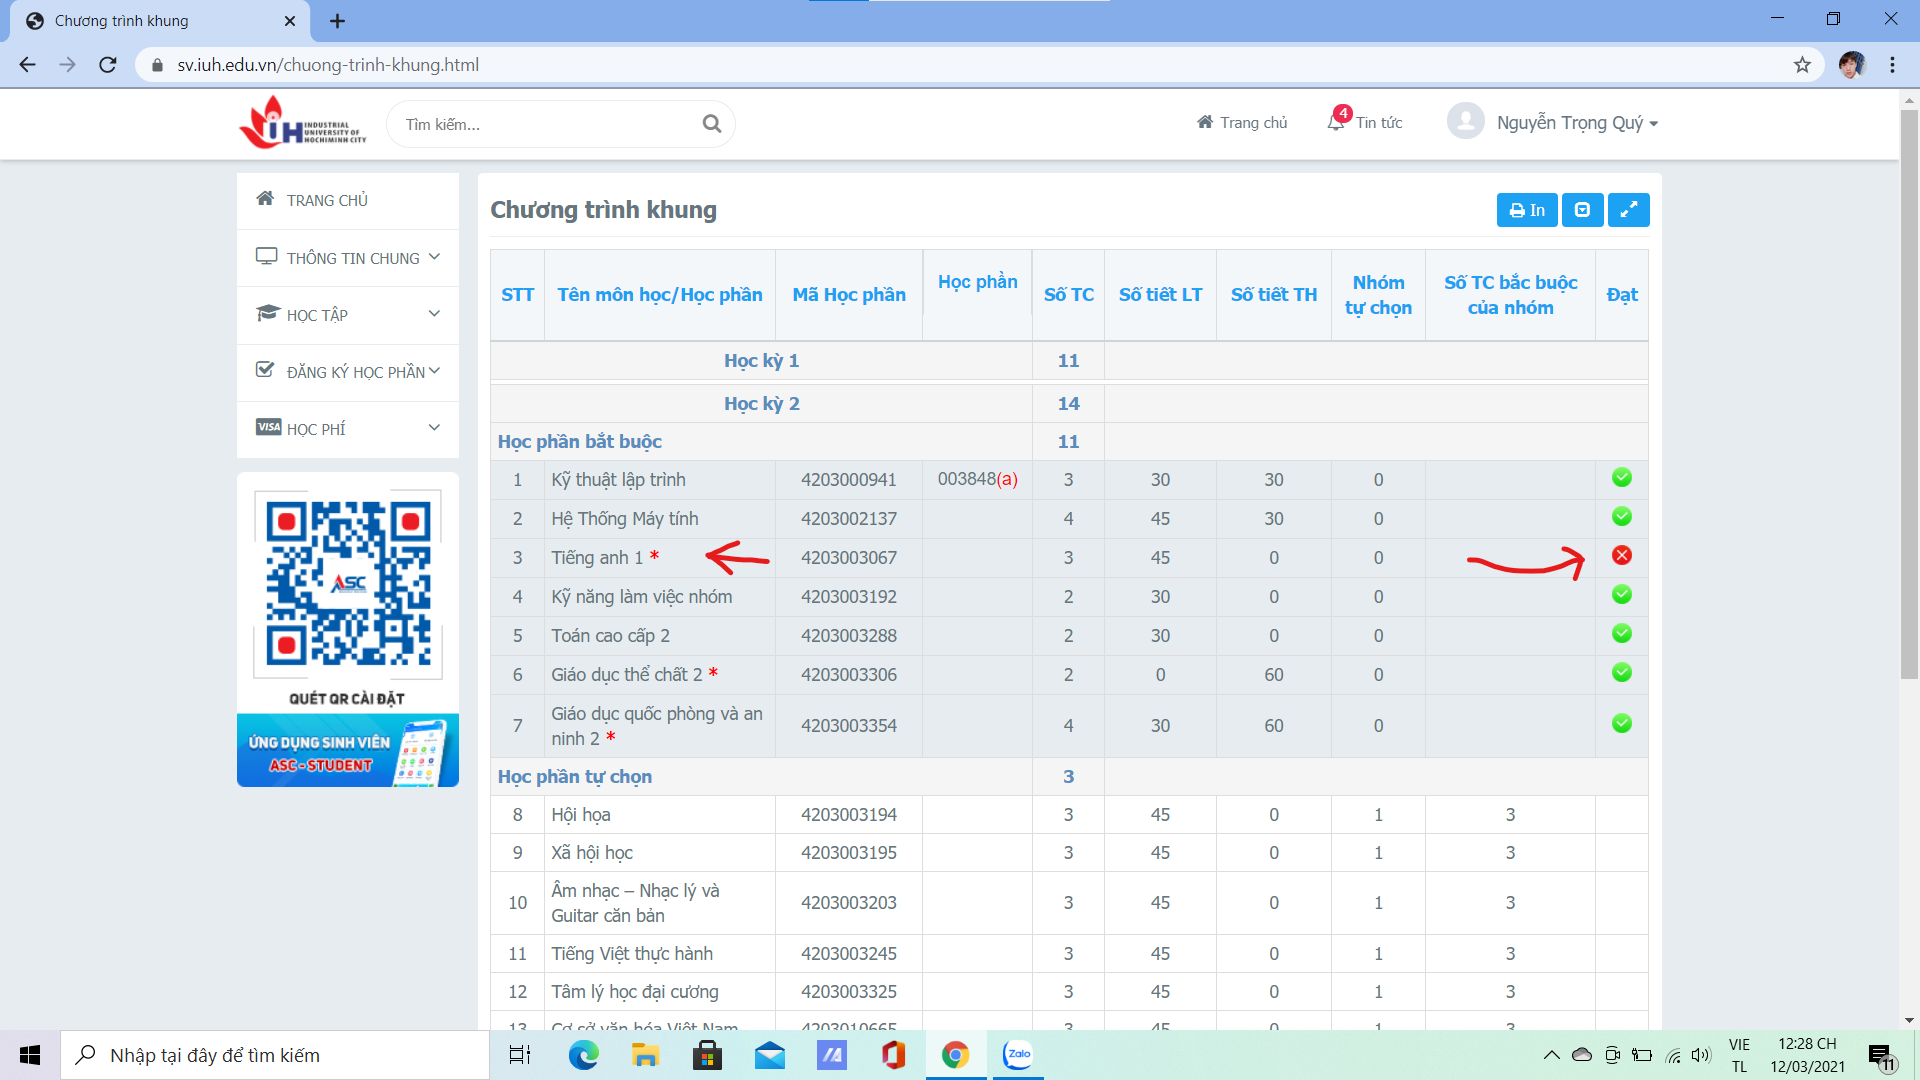 Chương trình khung
sv.iuh.edu.vn/chuong-trinh-khung.html
IUH INDUSTRIAL UNIVERSITY OF HOCHIMINH CITY
Tìm kiếm...
Trang chủ
4
Tin tức
Nguyễn Trọng Quý
TRANG CHỦ
THÔNG TIN CHUNG
HỌC TẬP
ĐĂNG KÝ HỌC PHẦN
VISA HỌC PHÍ
ASC
QUÉT QR CÀI ĐẶT
ỨNG DỤNG SINH VIÊN
ASC - STUDENT
Chương trình khung
In
STT Tên môn học/Học phần Mã Học phần Học phần Số TC Số tiết LT Số tiết TH Nhóm tự chọn Số TC bắc buộc của nhóm Đạt
Học kỳ 1 11
Học kỳ 2 14
Học phần bắt buộc 11
1 Kỹ thuật lập trình 4203000941 003848(a) 3 30 30 0
2 Hệ Thống Máy tính 4203002137 4 45 30 0
3 Tiếng anh 1 * 4203003067 3 45 0 0
4 Kỹ năng làm việc nhóm 4203003192 2 30 0 0
5 Toán cao cấp 2 4203003288 2 30 0 0
6 Giáo dục thể chất 2 * 4203003306 2 0 60 0
7 Giáo dục quốc phòng và an ninh 2 * 4203003354 4 30 60 0
Học phần tự chọn 3
8 Hội họa 4203003194 3 45 0 1 3
9 Xã hội học 4203003195 3 45 0 1 3
10 Âm nhạc – Nhạc lý và Guitar căn bản 4203003203 3 45 0 1 3
11 Tiếng Việt thực hành 4203003245 3 45 0 1 3
12 Tâm lý học đại cương 4203003325 3 45 0 1 3
13 Cơ sở văn hóa Việt Nam 4203010665 3 45 0 1 3
Nhập tại đây để tìm kiếm
Zalo
VIE
TL
12:28 CH
12/03/2021
11